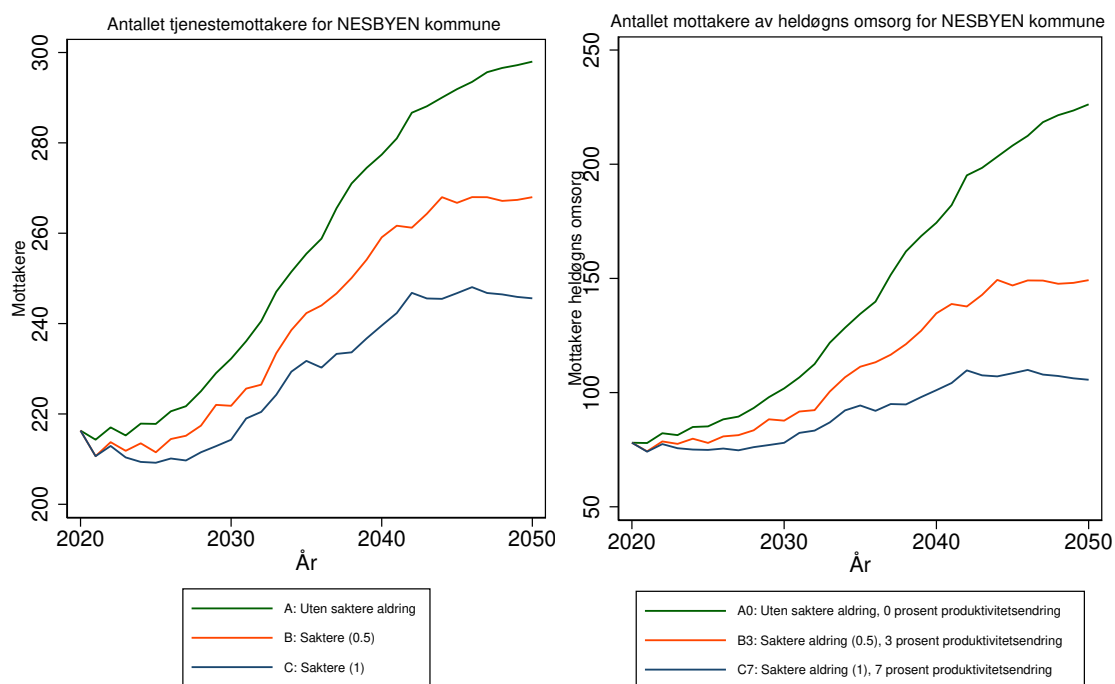 Antallet tjenestemottakere for NESBYEN kommune
Mottakere
300
280
260
240
220
200
2020
2030
2040
2050
År
A: Uten saktere aldring
B: Saktere (0.5)
C: Saktere (1)
Antallet mottakere av heldøgns omsorg for NESBYEN kommune
Mottakere heldøgns omsorg
250
200
150
100
50
2020
2030
2040
2050
År
A0: Uten saktere aldring, 0 prosent produktivitetsendring
B3: Saktere aldring (0.5), 3 prosent produktivitetsendring
C7: Saktere aldring (1), 7 prosent produktivitetsendring